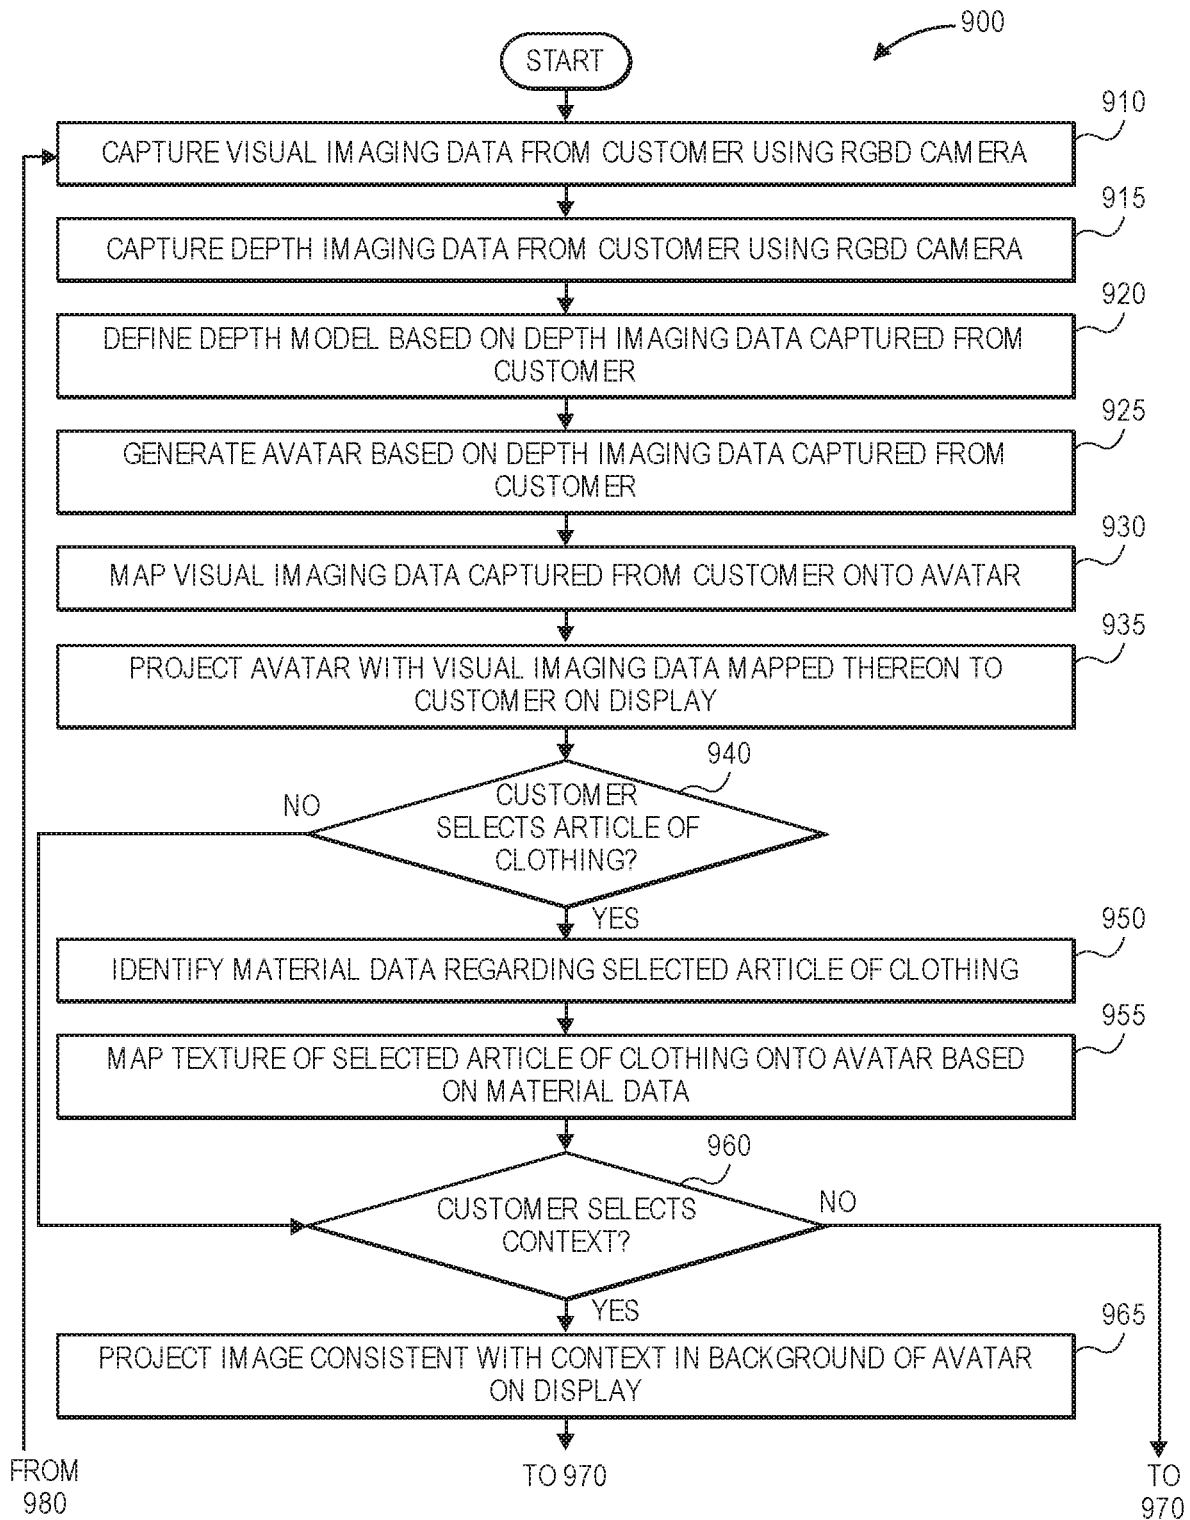 900
START
910
CAPTURE VISUAL IMAGING DATA FROM CUSTOMER USING RGBD CAMERA
915
CAPTURE DEPTH IMAGING DATA FROM CUSTOMER USING RGBD CAMERA
920
DEFINE DEPTH MODEL BASED ON DEPTH IMAGING DATA CAPTURED FROM
CUSTOMER
925
GENERATE AVATAR BASED ON DEPTH IMAGING DATA CAPTURED FROM
CUSTOMER
930
MAP VISUAL IMAGING DATA CAPTURED FROM CUSTOMER ONTO AVATAR
935
PROJECT AVATAR WITH VISUAL IMAGING DATA MAPPED THEREON TO
CUSTOMER ON DISPLAY
940
CUSTOMER
SELECTS ARTICLE OF
CLOTHING?
NO
YES
950
IDENTIFY MATERIAL DATA REGARDING SELECTED ARTICLE OF CLOTHING
955
MAP TEXTURE OF SELECTED ARTICLE OF CLOTHING ONTO AVATAR BASED
ON MATERIAL DATA
960
CUSTOMER SELECTS
CONTEXT?
NO
YES
965
PROJECT IMAGE CONSISTENT WITH CONTEXT IN BACKGROUND OF AVATAR
ON DISPLAY
FROM
980
TO 970
TO
970